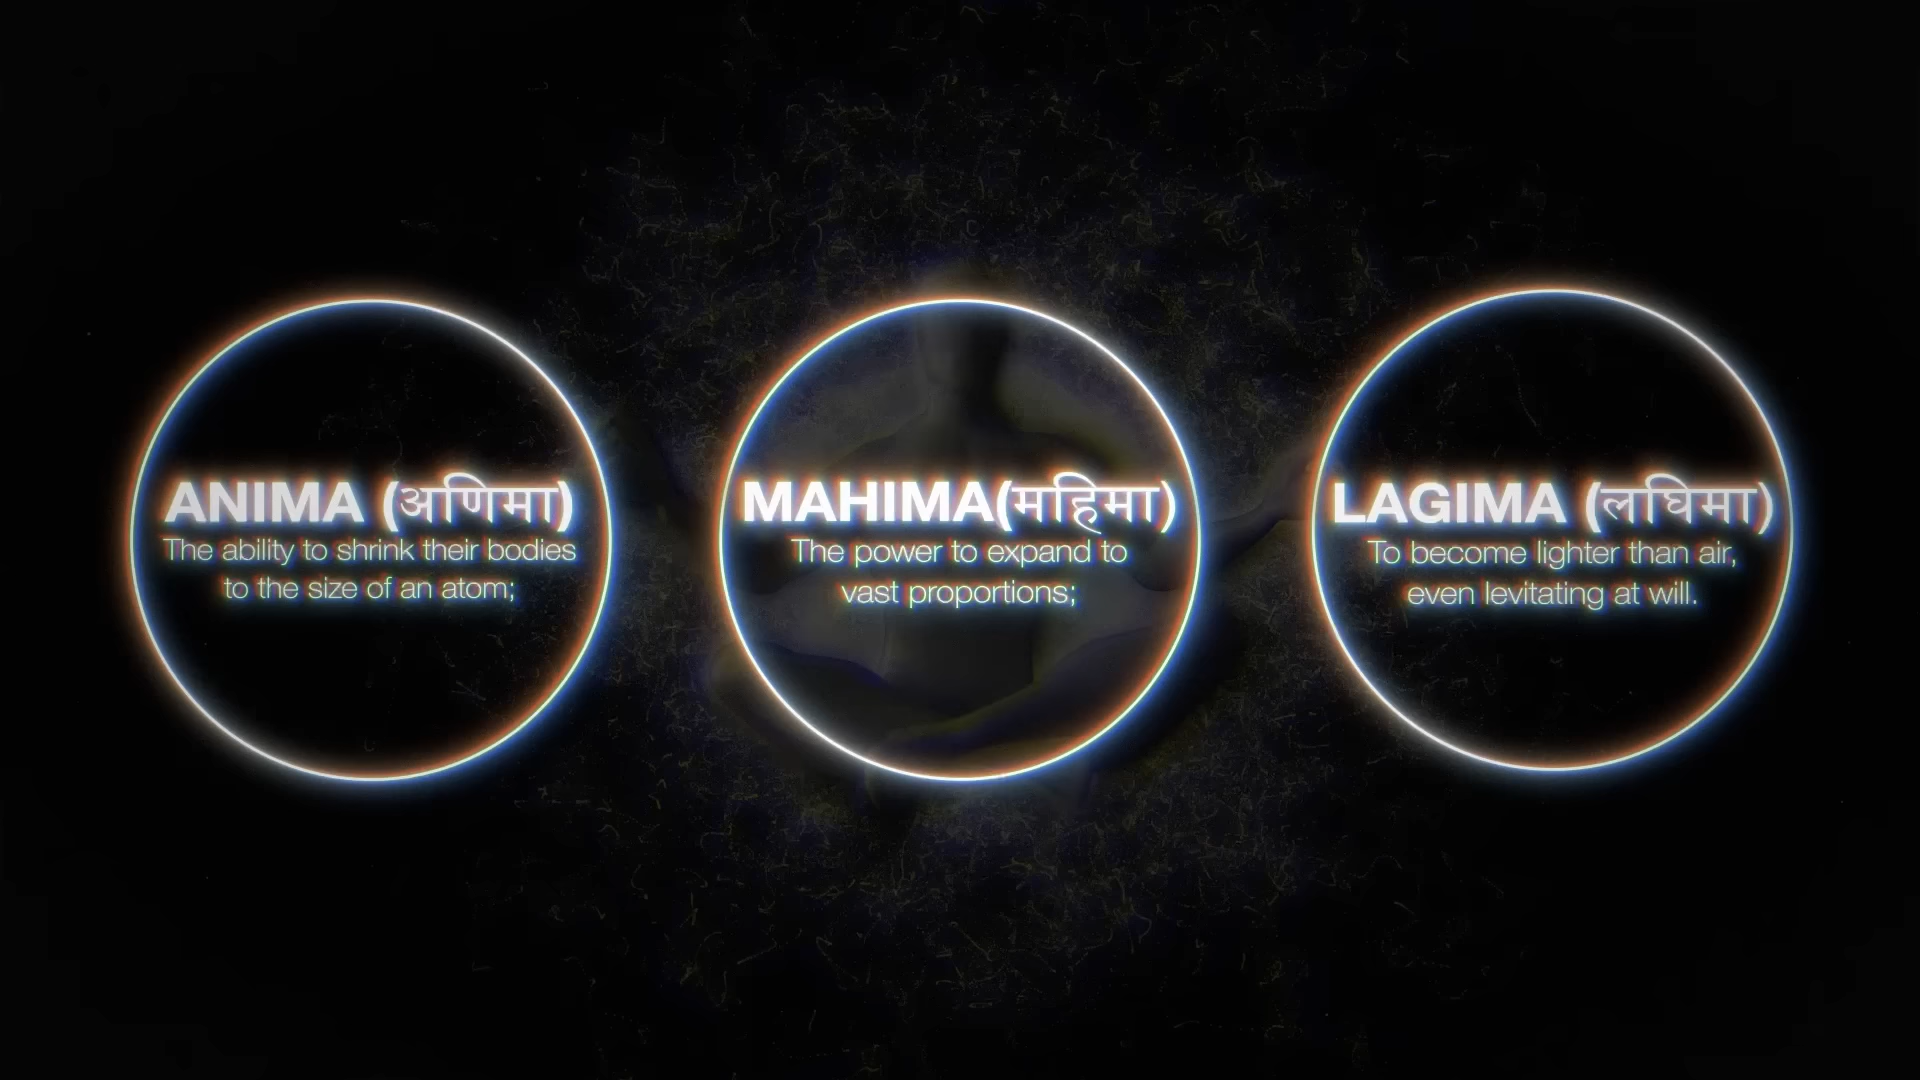 ANIMA (अणिमा)
The ability to shrink their bodies
to the size of an atom;
MAHIMA(महिमा)
The power to expand to
vast proportions;
LAGIMA (लघिमा)
To become lighter than air,
even levitating at will.